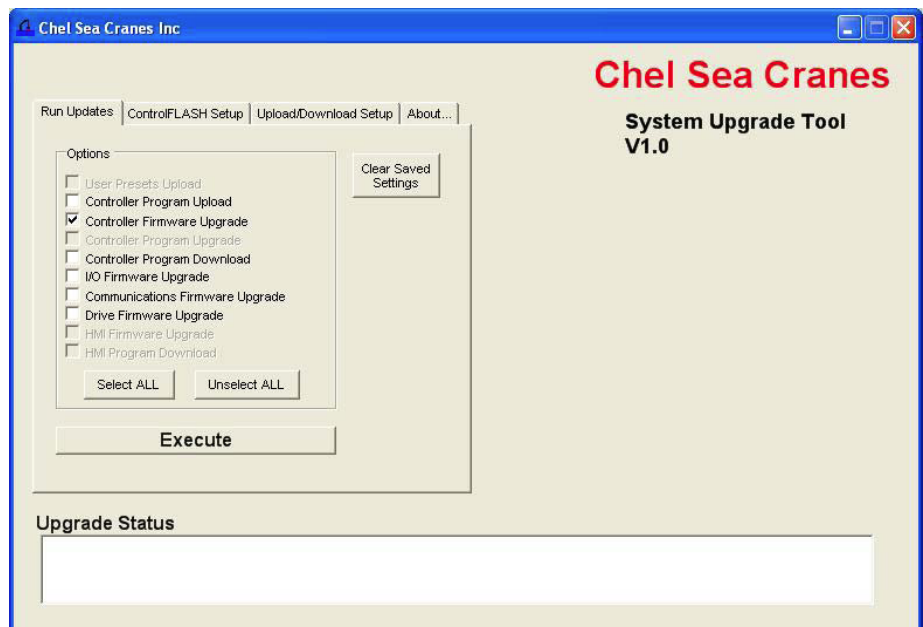 Chel Sea Cranes Inc
Chel Sea Cranes
System Upgrade Tool
V1.0
Run Updates
ControlFLASH Setup
Upload/Download Setup
About...
Options
User Presets Upload
Controller Program Upload
Controller Firmware Upgrade
Controller Program Upgrade
Controller Program Download
I/O Firmware Upgrade
Communications Firmware Upgrade
Drive Firmware Upgrade
HMI Firmware Upgrade
HMI Program Download
Select ALL
Unselect ALL
Clear Saved
Settings
Execute
Upgrade Status